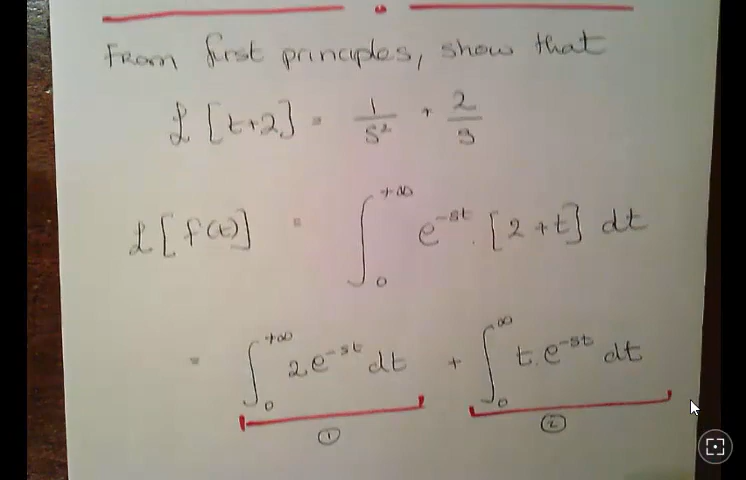 From first principles, show that
ℒ [t+2] = 1/s² + 2/s
ℒ [f(t)] = ∫₀^{+∞} e^{-st} . [2 + t] dt
= ∫₀^{+∞} 2e^{-st} dt + ∫₀^{∞} t.e^{-st} dt
① ②